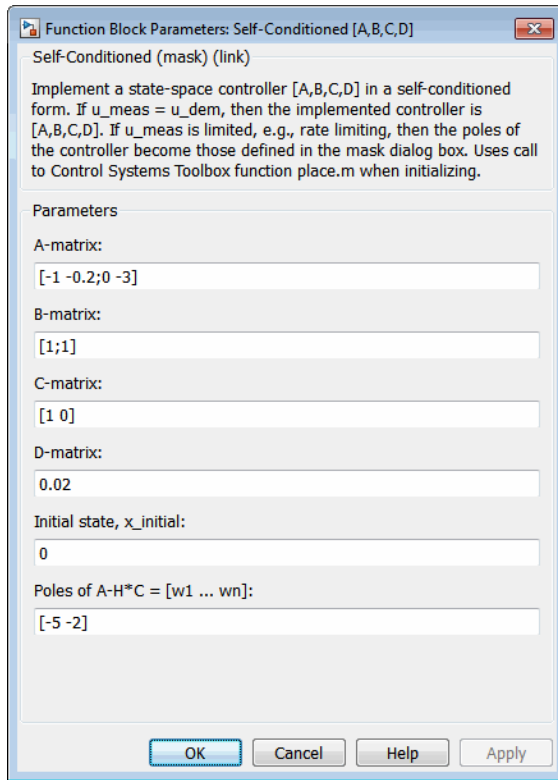 Function Block Parameters: Self-Conditioned [A,B,C,D]
Self-Conditioned (mask) (link)
Implement a state-space controller [A,B,C,D] in a self-conditioned
form. If u_meas = u_dem, then the implemented controller is
[A,B,C,D]. If u_meas is limited, e.g., rate limiting, then the poles of
the controller become those defined in the mask dialog box. Uses call
to Control Systems Toolbox function place.m when initializing.
Parameters
A-matrix:
[-1 -0.2;0 -3]
B-matrix:
[1;1]
C-matrix:
[1 0]
D-matrix:
0.02
Initial state, x_initial:
0
Poles of A-H*C = [w1 ... wn]:
[-5 -2]
OK Cancel Help Apply